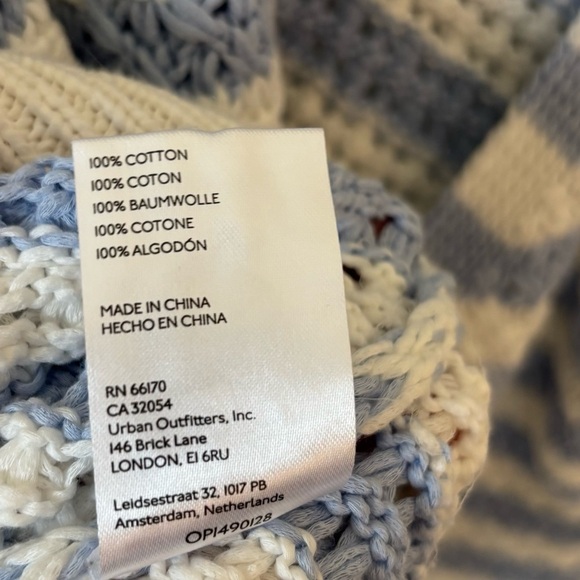 100% COTTON
100% COTON
100% BAUMWOLLE
100% COTONE
100% ALGODÓN
MADE IN CHINA
HECHO EN CHINA
RN 66170
CA 32054
Urban Outfitters, Inc.
146 Brick Lane
LONDON, E1 6RU
Leidsestraat 32, 1017 PB
Amsterdam, Netherlands
OP1490128